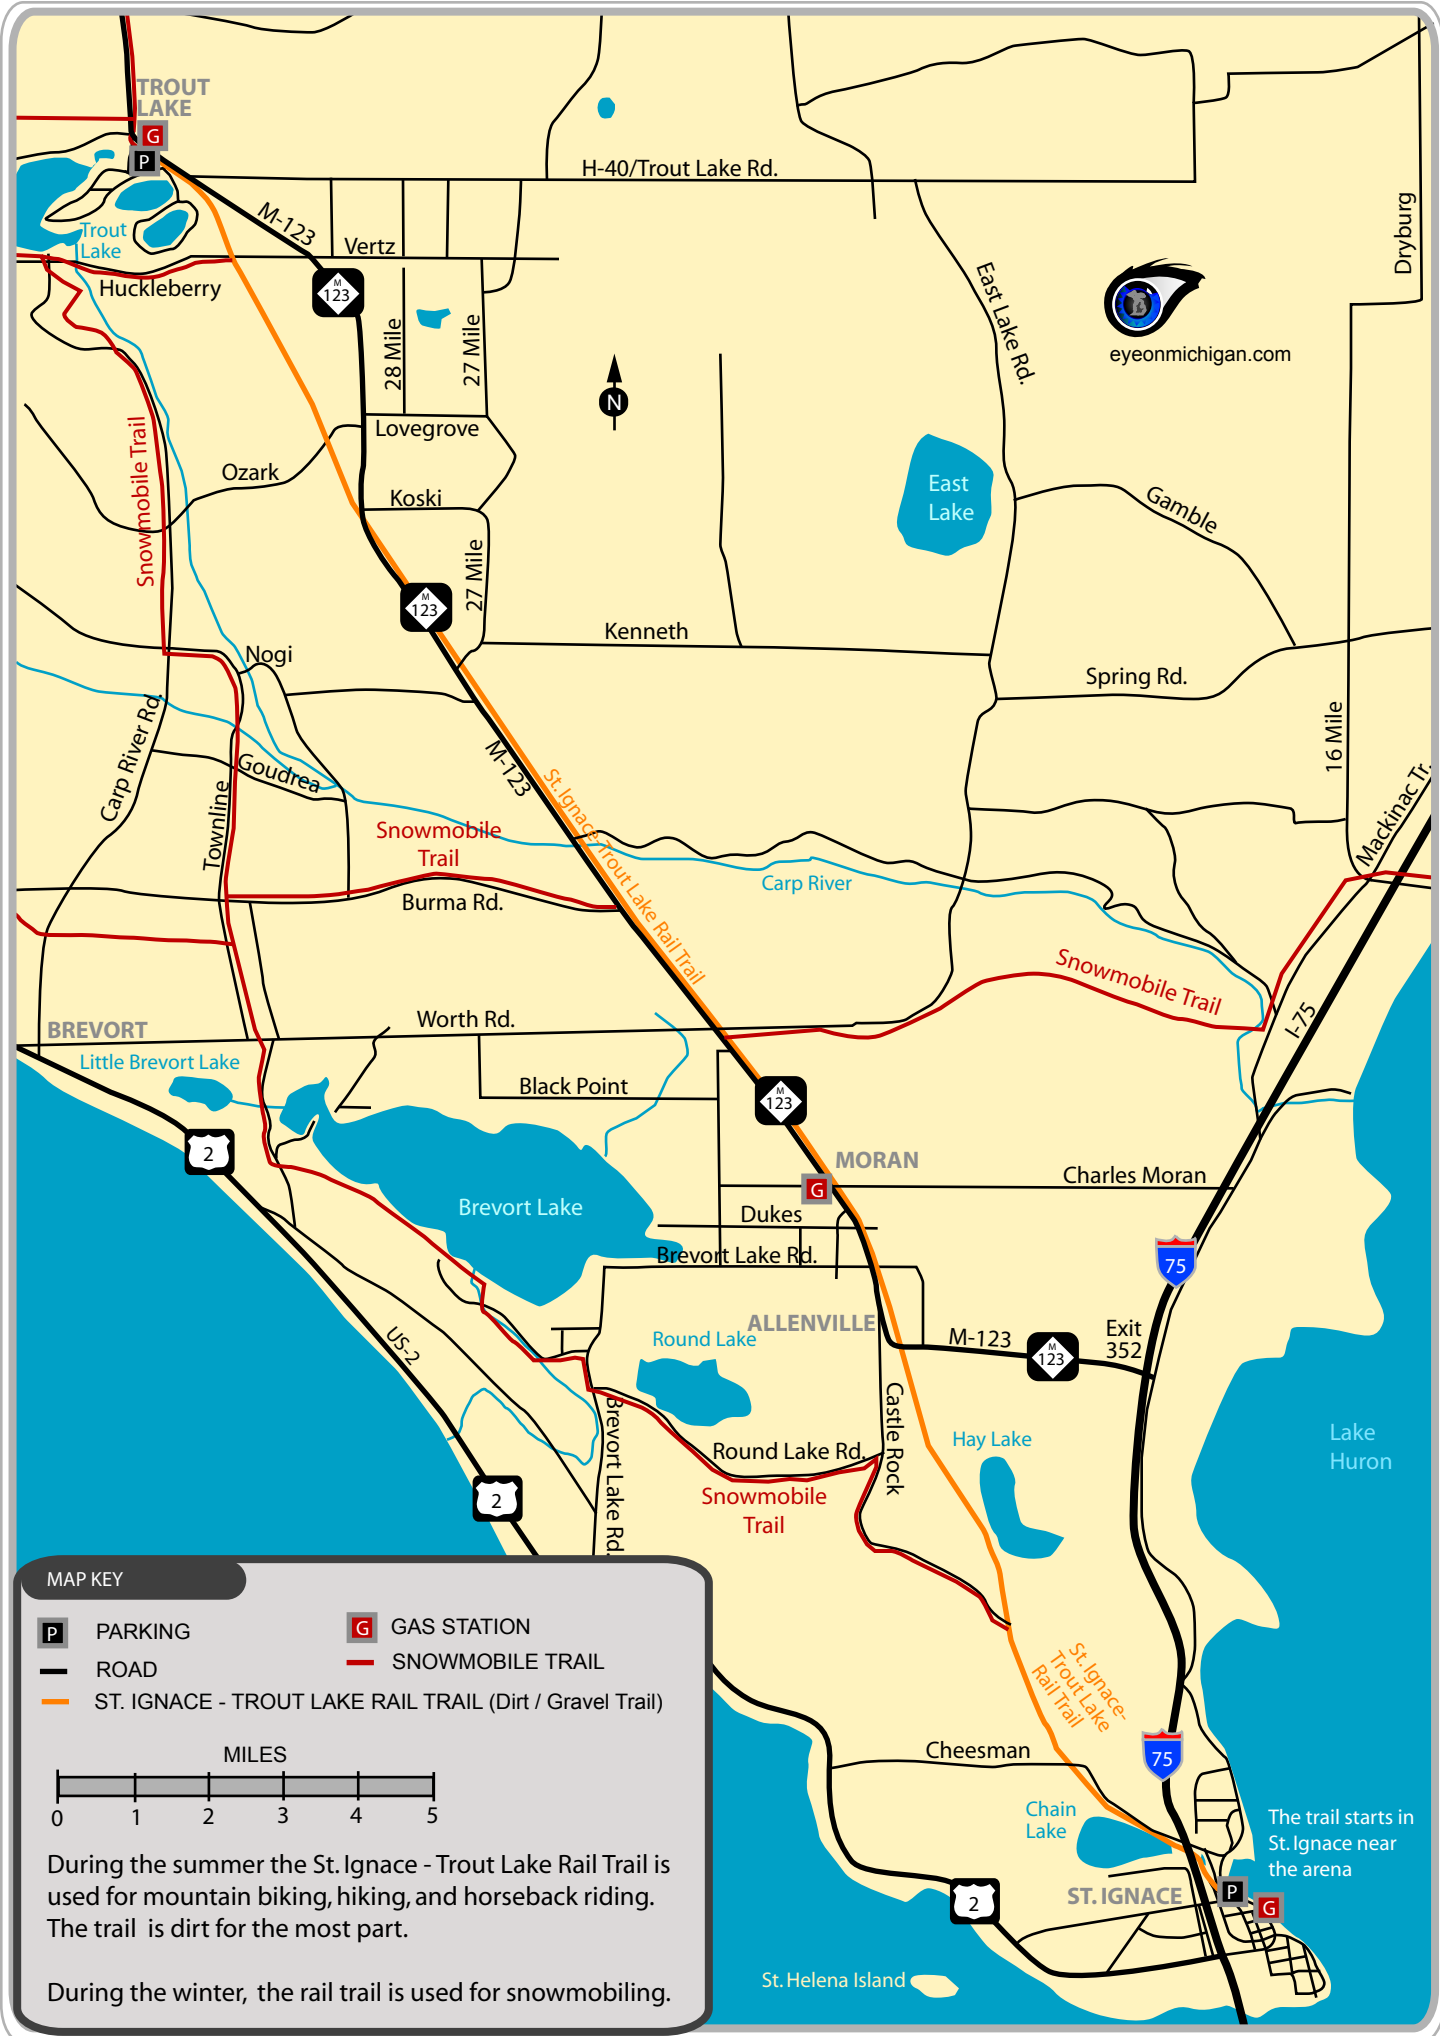 TROUT
LAKE
G
P
H-40/Trout Lake Rd.
M-123
Trout
Lake
Vertz
Huckleberry
M
123
28 Mile
27 Mile
East Lake Rd.
Dryburg
eyeonmichigan.com
N
Lovegrove
Snowmobile Trail
Ozark
Koski
East
Lake
Gamble
27 Mile
M
123
Kenneth
Nogi
Spring Rd.
Carp River Rd.
16 Mile
M-123
Goudrea
St. Ignace-Trout Lake Rail Trail
Townline
Mackinac Tr.
Snowmobile
Trail
Carp River
Burma Rd.
Snowmobile Trail
BREVORT
Worth Rd.
I-75
Little Brevort Lake
Black Point
M
123
2
MORAN
Charles Moran
G
Brevort Lake
Dukes
Brevort Lake Rd.
75
ALLENVILLE
US-2
Round Lake
M-123
M
123
Exit
352
Castle Rock
Brevort Lake Rd.
Hay Lake
Lake
Huron
Round Lake Rd.
2
Snowmobile
Trail
St. Ignace-
Trout Lake
Rail Trail
Cheesman
75
Chain
Lake
The trail starts in
St. Ignace near
the arena
ST. IGNACE
P
G
2
St. Helena Island
MAP KEY
P PARKING
G GAS STATION
ROAD
SNOWMOBILE TRAIL
ST. IGNACE - TROUT LAKE RAIL TRAIL (Dirt / Gravel Trail)
MILES
0 1 2 3 4 5
During the summer the St. Ignace - Trout Lake Rail Trail is
used for mountain biking, hiking, and horseback riding.
The trail is dirt for the most part.
During the winter, the rail trail is used for snowmobiling.